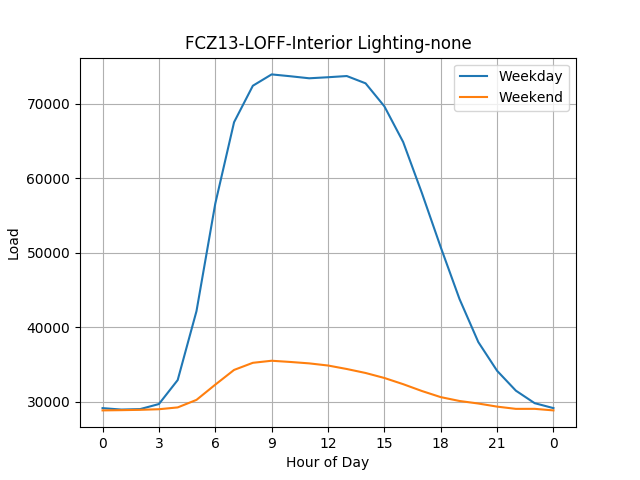 FCZ13-LOFF-Interior Lighting-none
Weekday
Weekend
70000
60000
50000
40000
30000
Load
0 3 6 9 12 15 18 21 0
Hour of Day